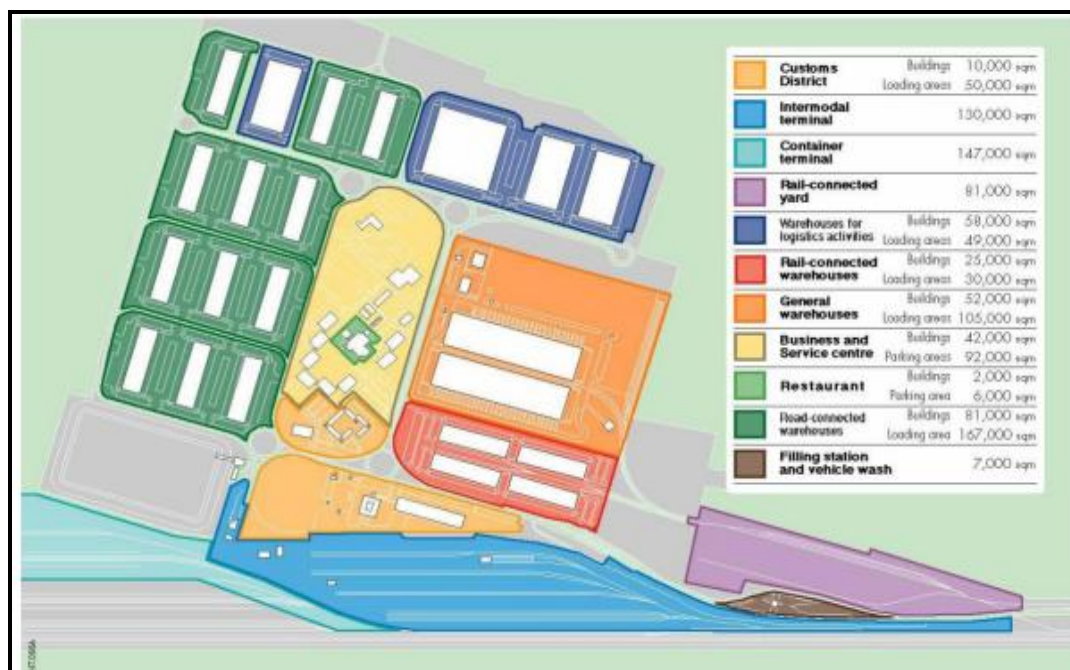 Customs Buildings 10,000 sqm
District Loading areas 50,000 sqm
Intermodal
terminal 130,000 sqm
Container
terminal 147,000 sqm
Rail-connected
yard 81,000 sqm
Warehouses for Buildings 58,000 sqm
logistics activities Loading areas 49,000 sqm
Rail-connected Buildings 25,000 sqm
warehouses Loading areas 30,000 sqm
General Buildings 52,000 sqm
warehouses Loading areas 105,000 sqm
Business and Buildings 42,000 sqm
Service centre Parking areas 92,000 sqm
Restaurant Buildings 2,000 sqm
Parking area 6,000 sqm
Road-connected Buildings 81,000 sqm
warehouses Loading area 167,000 sqm
Filling station
and vehicle wash 7,000 sqm